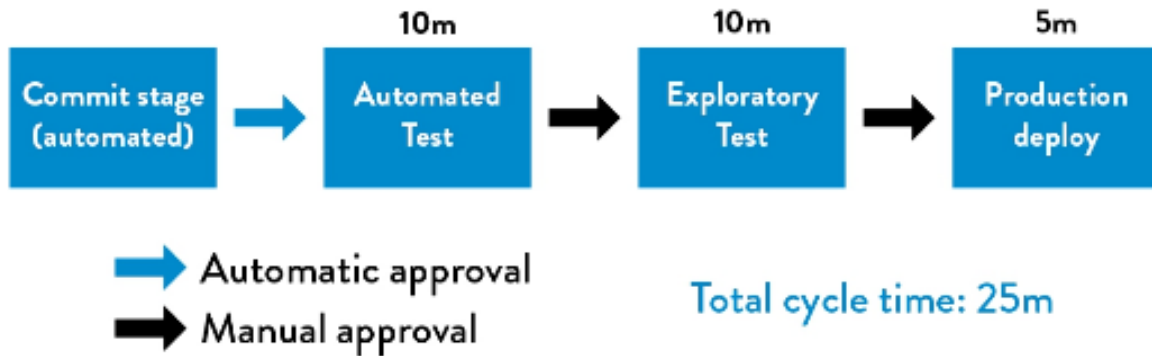 10m
10m
5m
Commit stage
(automated)
Automated
Test
Exploratory
Test
Production
deploy
Automatic approval
Manual approval
Total cycle time: 25m